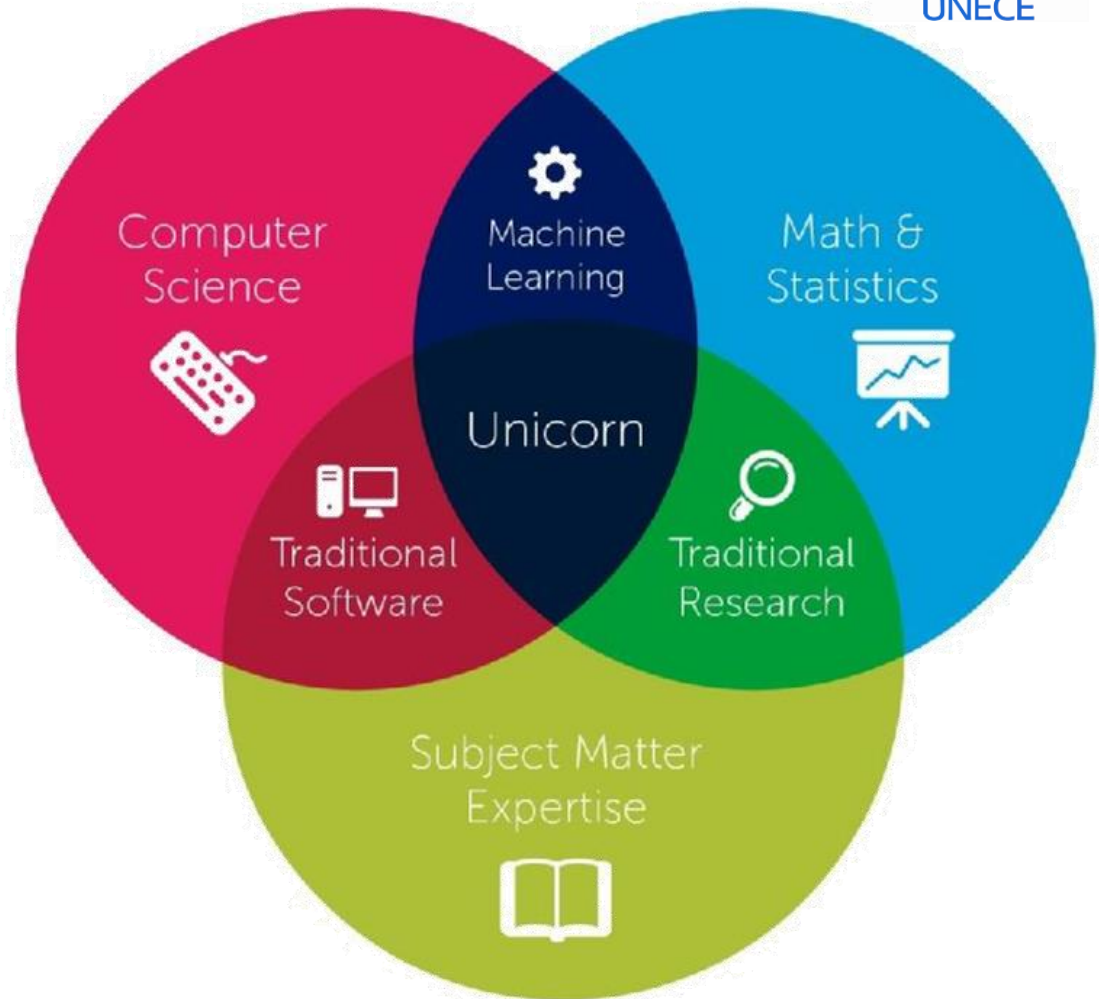 UNECE
Computer
Science
Machine
Learning
Math &
Statistics
Unicorn
Traditional
Software
Traditional
Research
Subject Matter
Expertise